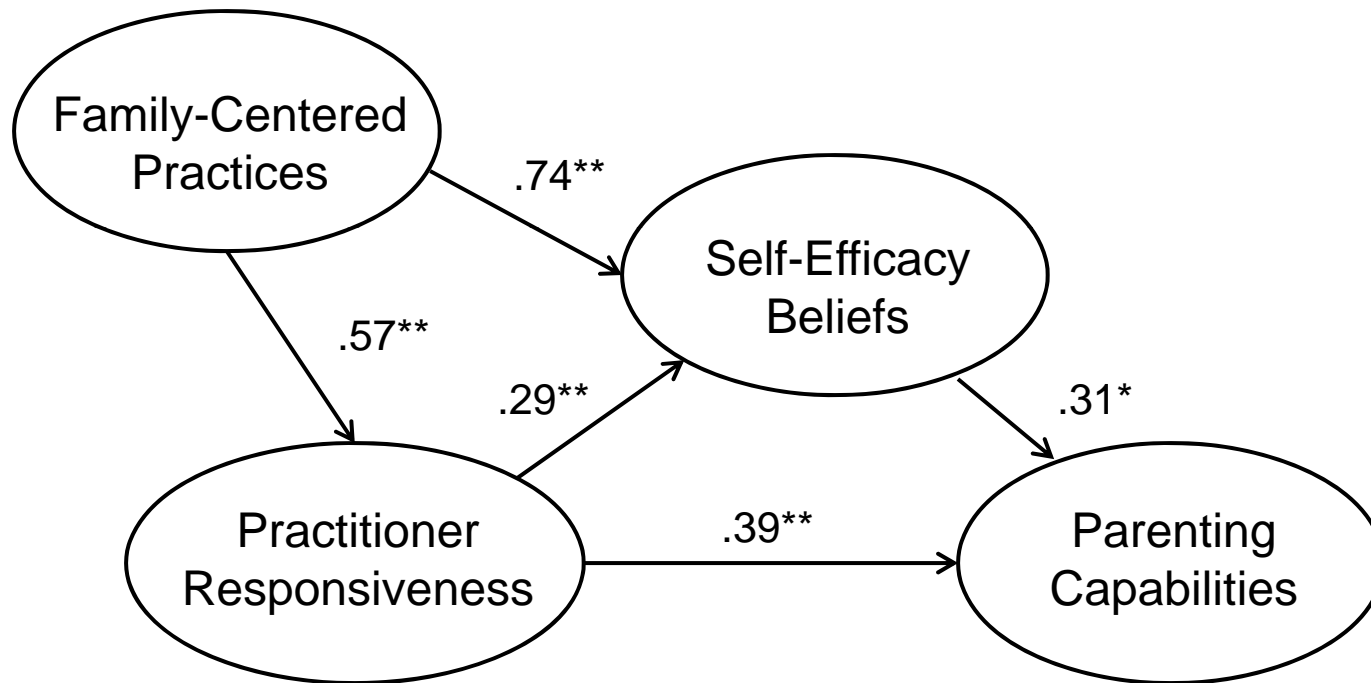 Family-Centered
Practices
.74**
Self-Efficacy
Beliefs
.57**
.29**
.31*
Practitioner
Responsiveness
.39**
Parenting
Capabilities